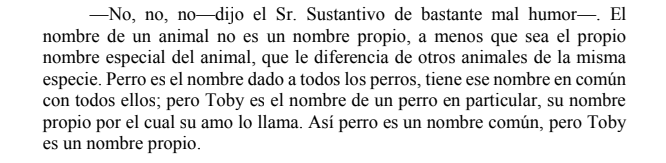 —No, no, no—dijo el Sr. Sustantivo de bastante mal humor—. El
nombre de un animal no es un nombre propio, a menos que sea el propio
nombre especial del animal, que le diferencia de otros animales de la misma
especie. Perro es el nombre dado a todos los perros, tiene ese nombre en común
con todos ellos; pero Toby es el nombre de un perro en particular, su nombre
propio por el cual su amo lo llama. Así perro es un nombre común, pero Toby
es un nombre propio.